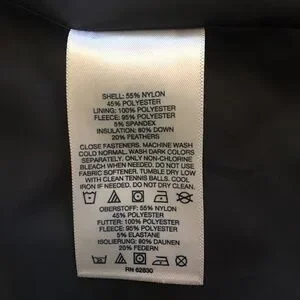 SHELL: 55% NYLON
45% POLYESTER
LINING: 100% POLYESTER
FLEECE: 95% POLYESTER
5% SPANDEX
INSULATION: 80% DOWN
20% FEATHERS
CLOSE FASTENERS. MACHINE WASH
COLD NORMAL. WASH DARK COLORS
SEPARATELY. ONLY NON-CHLORINE
BLEACH WHEN NEEDED. DO NOT USE
FABRIC SOFTENER. TUMBLE DRY LOW
WITH CLEAN TENNIS BALLS. COOL
IRON IF NEEDED. DO NOT DRY CLEAN.
OBERSTOFF: 55% NYLON
45% POLYESTER
FUTTER: 100% POLYESTER
FLEECE: 95% POLYESTER
5% ELASTANE
ISOLIERUNG: 80% DAUNEN
20% FEDERN
RN 62830